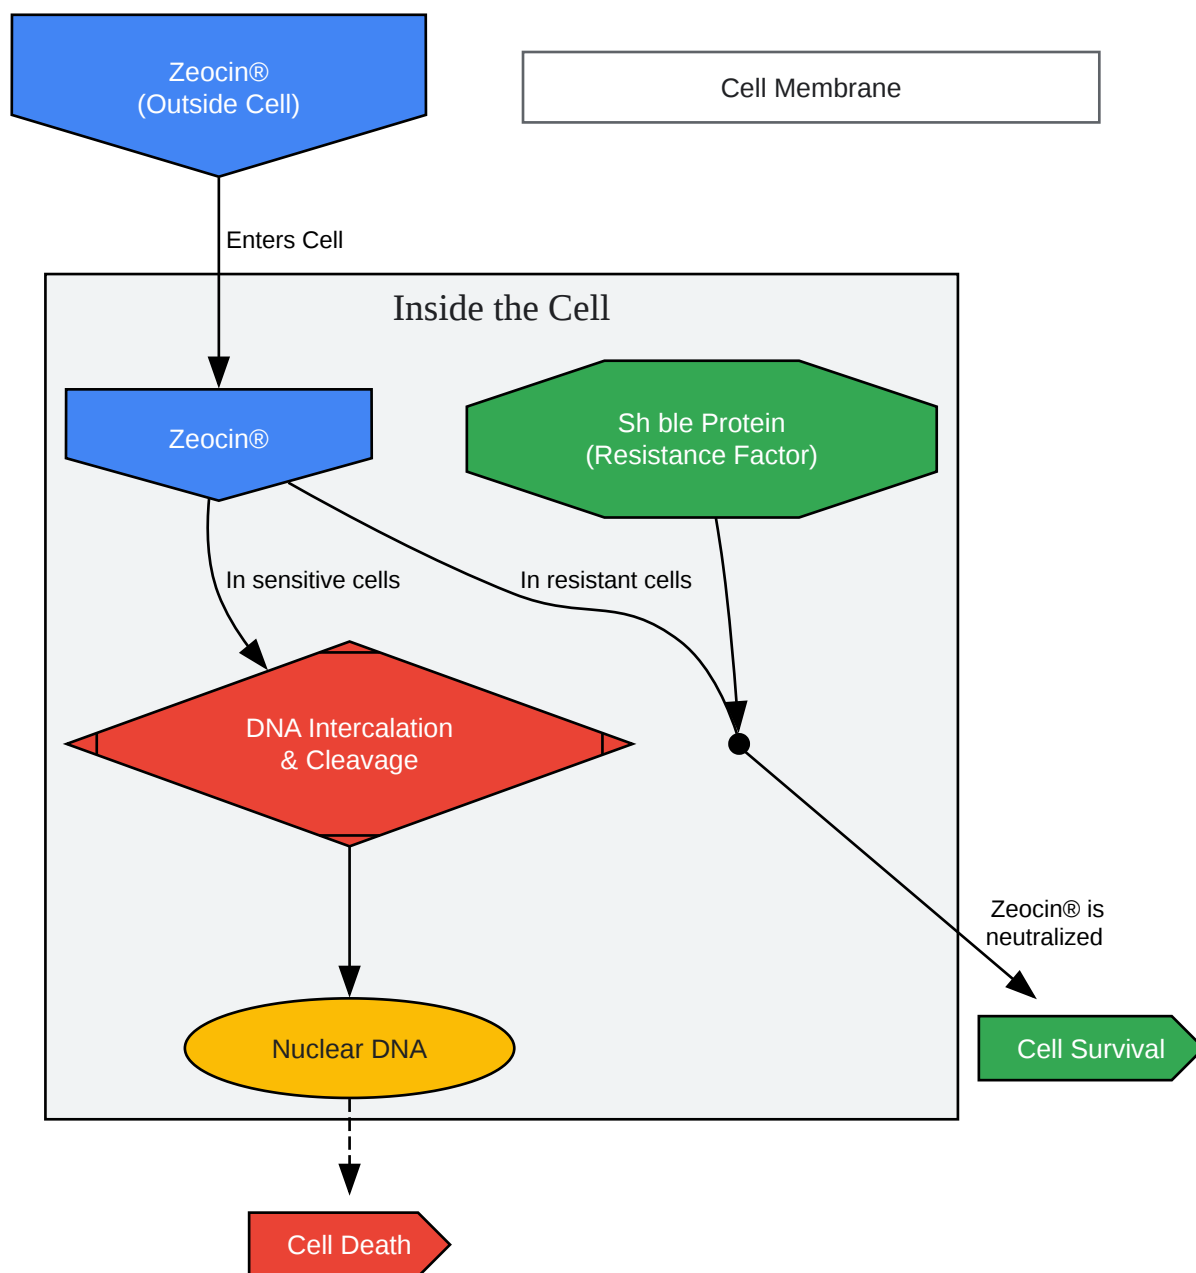 Zeocin®
(Outside Cell)
Cell Membrane
Enters Cell
Inside the Cell
Zeocin®
Sh ble Protein
(Resistance Factor)
In sensitive cells
In resistant cells
DNA Intercalation
& Cleavage
Zeocin® is
neutralized
Nuclear DNA
Cell Survival
Cell Death